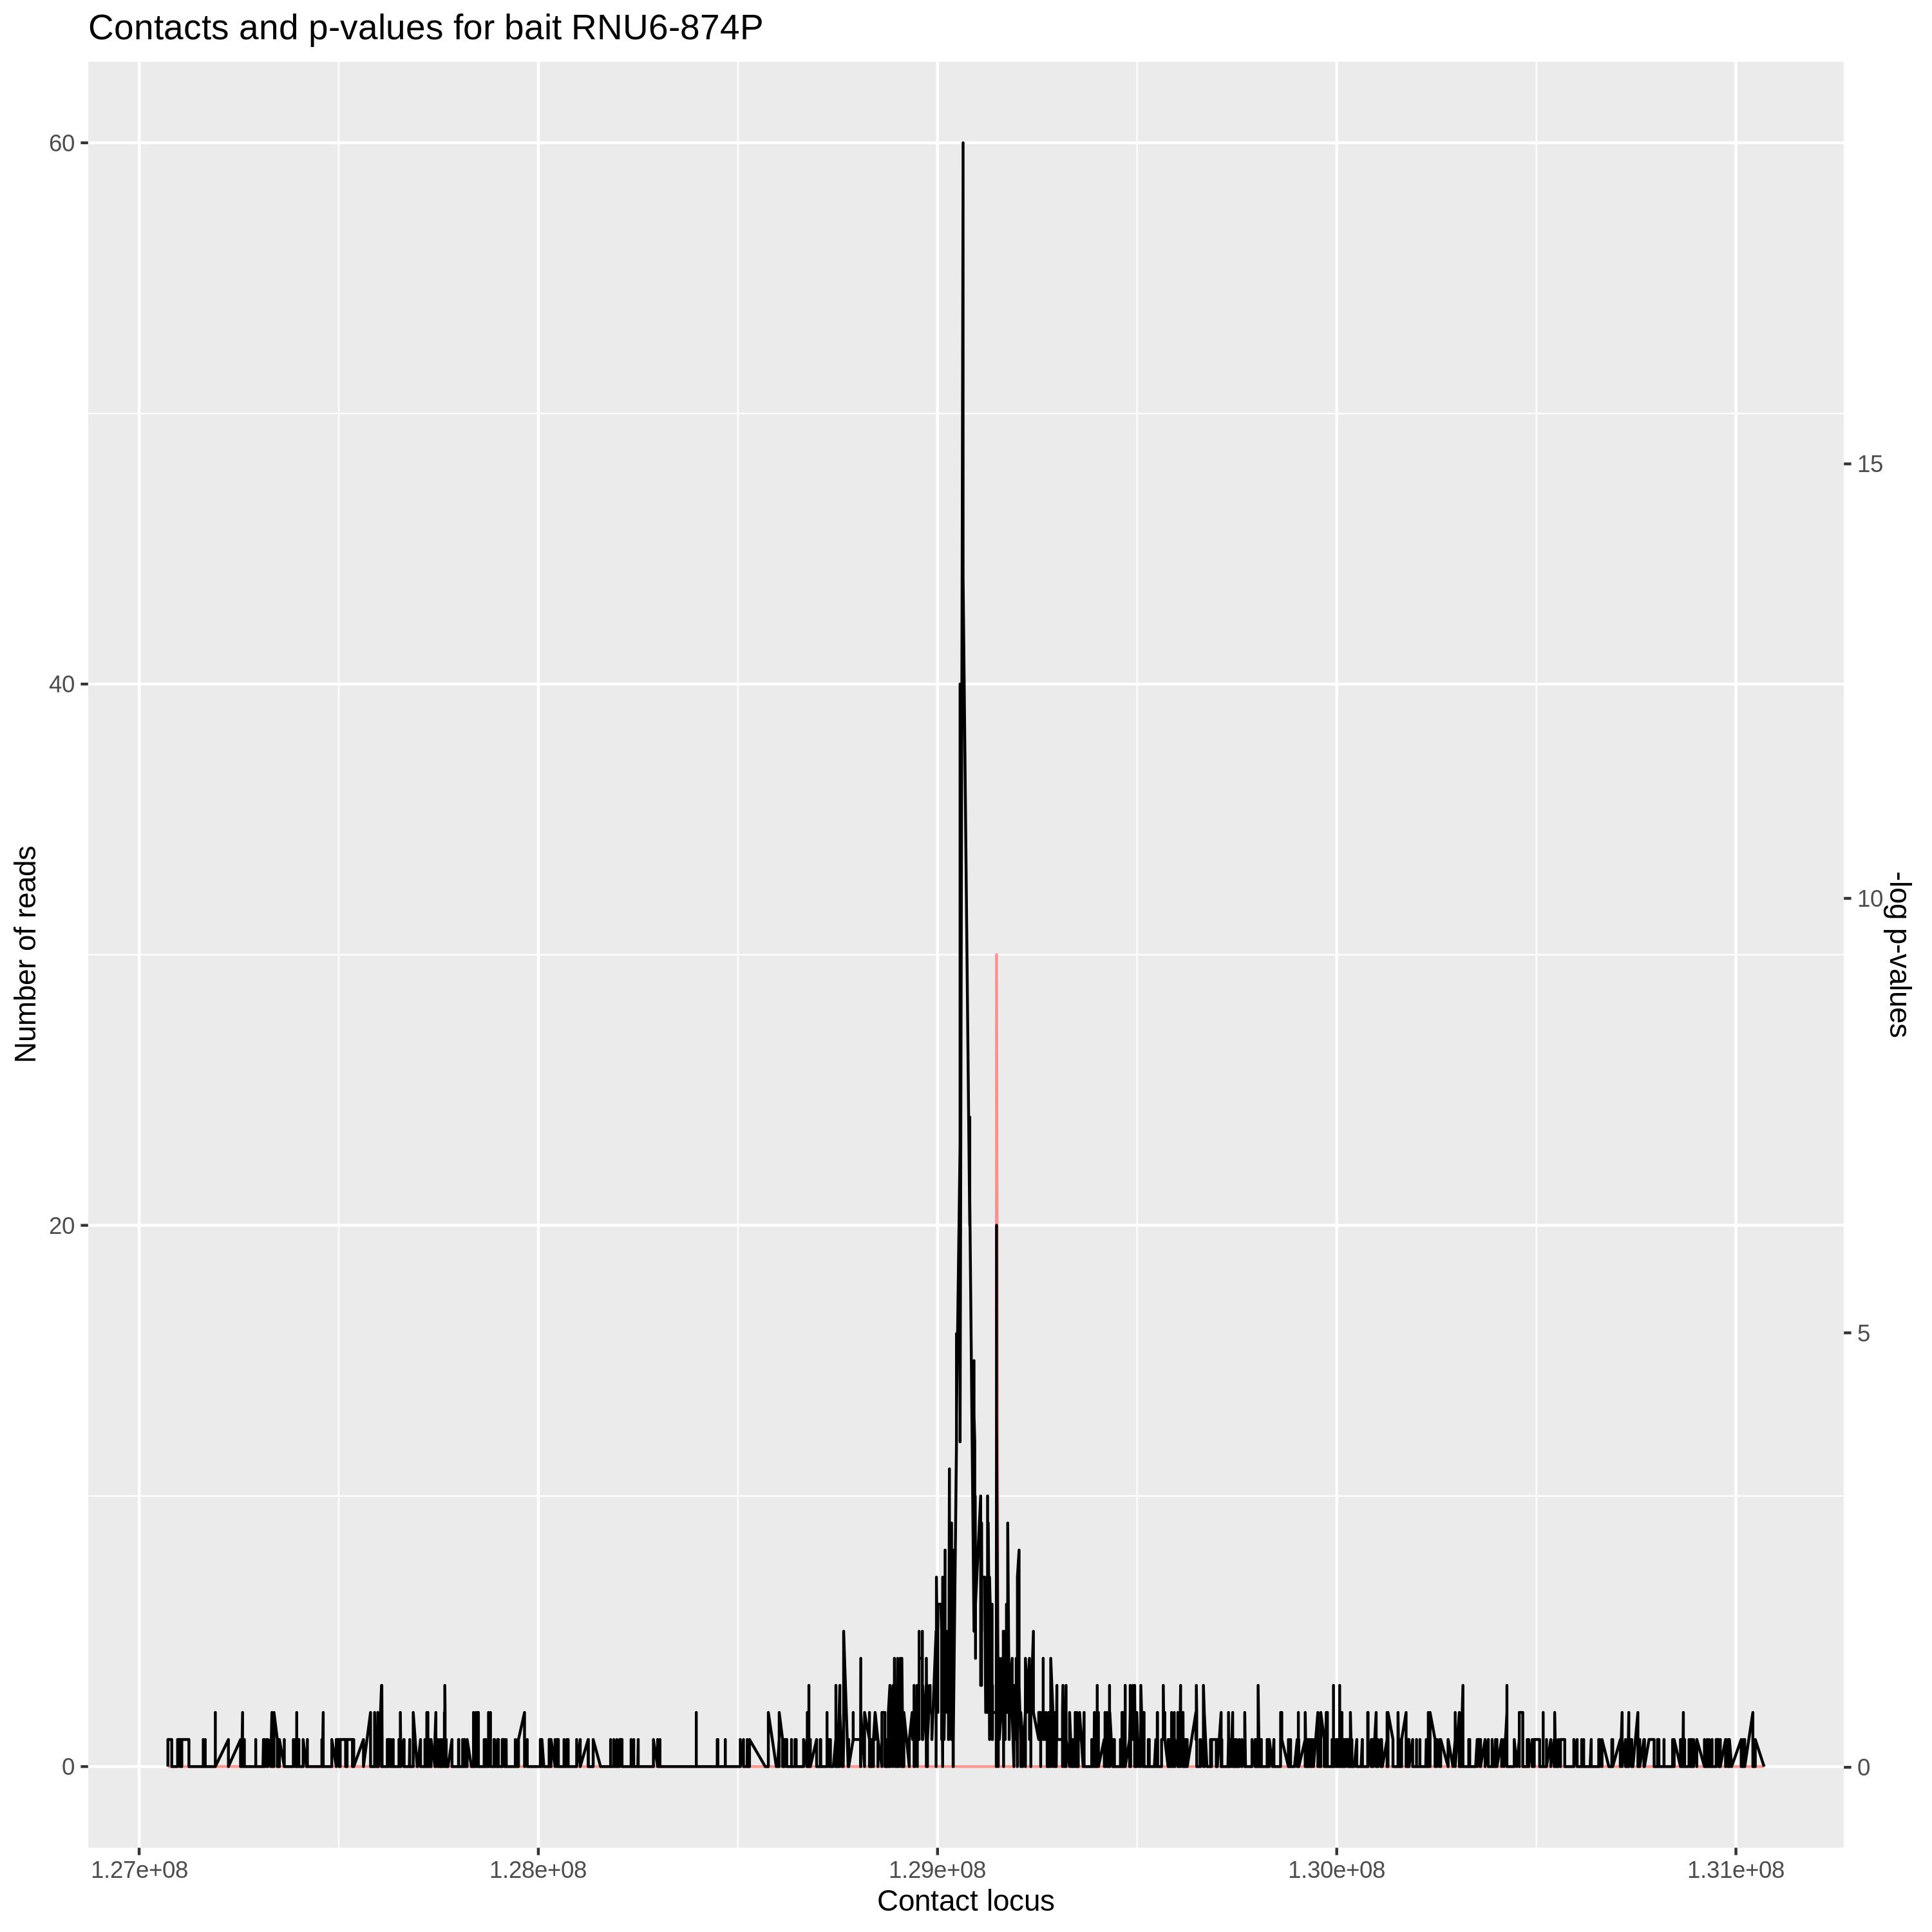 Contacts and p-values for bait RNU6-874P
60
40
20
0
Number of reads
15
10
5
0
-log p-values
1.27e+08
1.28e+08
1.29e+08
1.30e+08
1.31e+08
Contact locus